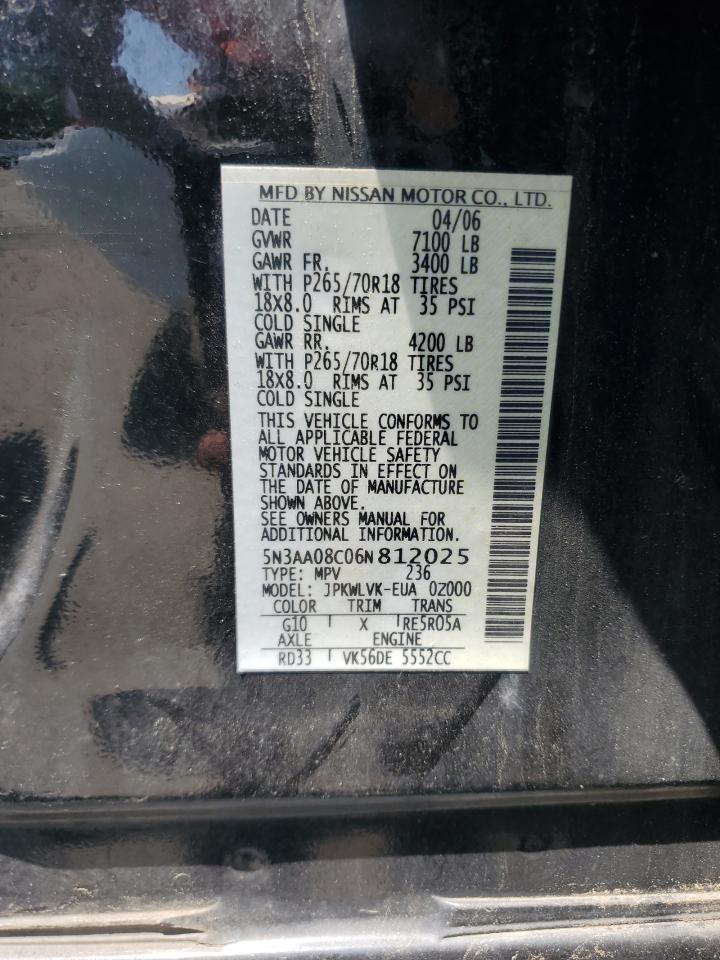 MFD BY NISSAN MOTOR CO., LTD.
DATE 04/06
GVWR 7100 LB
GAWR FR. 3400 LB
WITH P265/70R18 TIRES
18X8.0 RIMS AT 35 PSI
COLD SINGLE
GAWR RR. 4200 LB
WITH P265/70R18 TIRES
18X8.0 RIMS AT 35 PSI
COLD SINGLE
THIS VEHICLE CONFORMS TO
ALL APPLICABLE FEDERAL
MOTOR VEHICLE SAFETY
STANDARDS IN EFFECT ON
THE DATE OF MANUFACTURE
SHOWN ABOVE.
SEE OWNERS MANUAL FOR
ADDITIONAL INFORMATION.
5N3AA08C06N812025
TYPE: MPV 236
MODEL: JPKWLVK-EUA 0Z000
COLOR TRIM TRANS
G10 X RE5R05A
AXLE ENGINE
RD33 VK56DE 5552CC